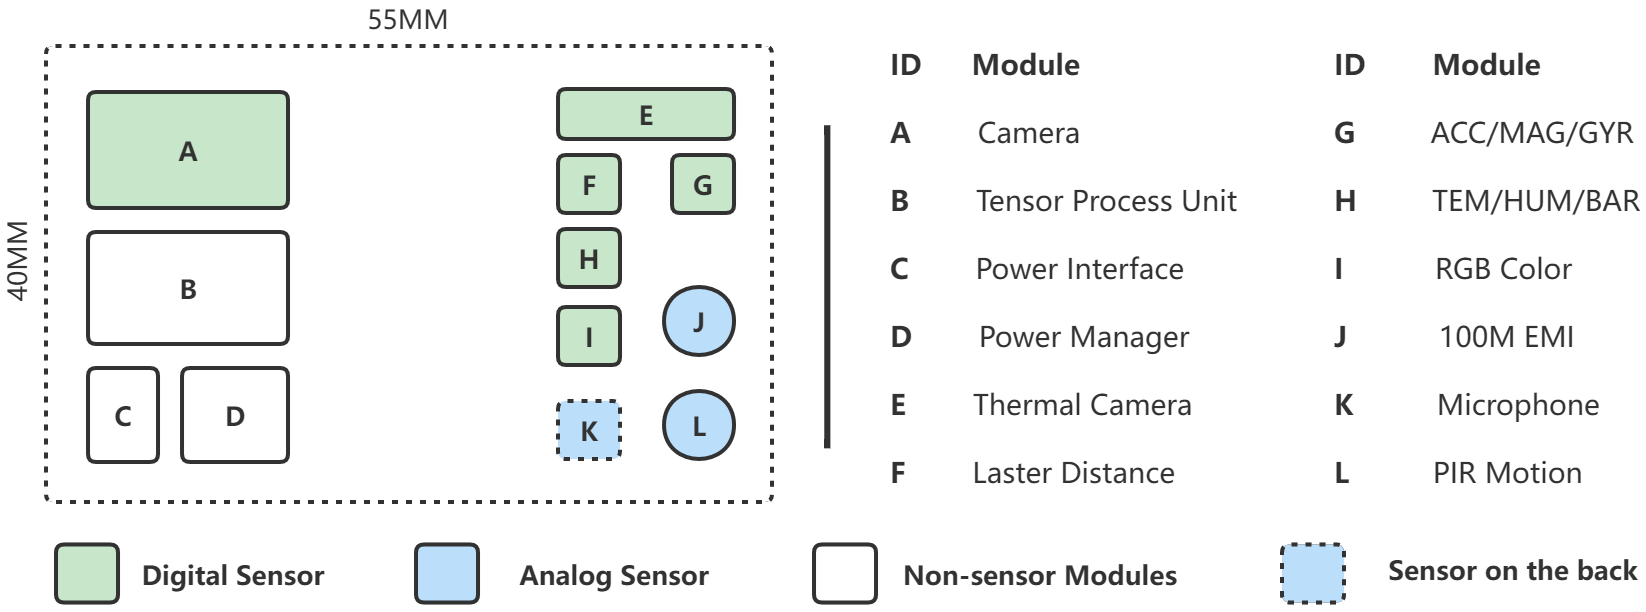 55MM
40MM
A
B
C
D
E
F
G
H
I
J
K
L
ID Module ID Module
A Camera G ACC/MAG/GYR
B Tensor Process Unit H TEM/HUM/BAR
C Power Interface I RGB Color
D Power Manager J 100M EMI
E Thermal Camera K Microphone
F Laster Distance L PIR Motion
Digital Sensor Analog Sensor Non-sensor Modules Sensor on the back